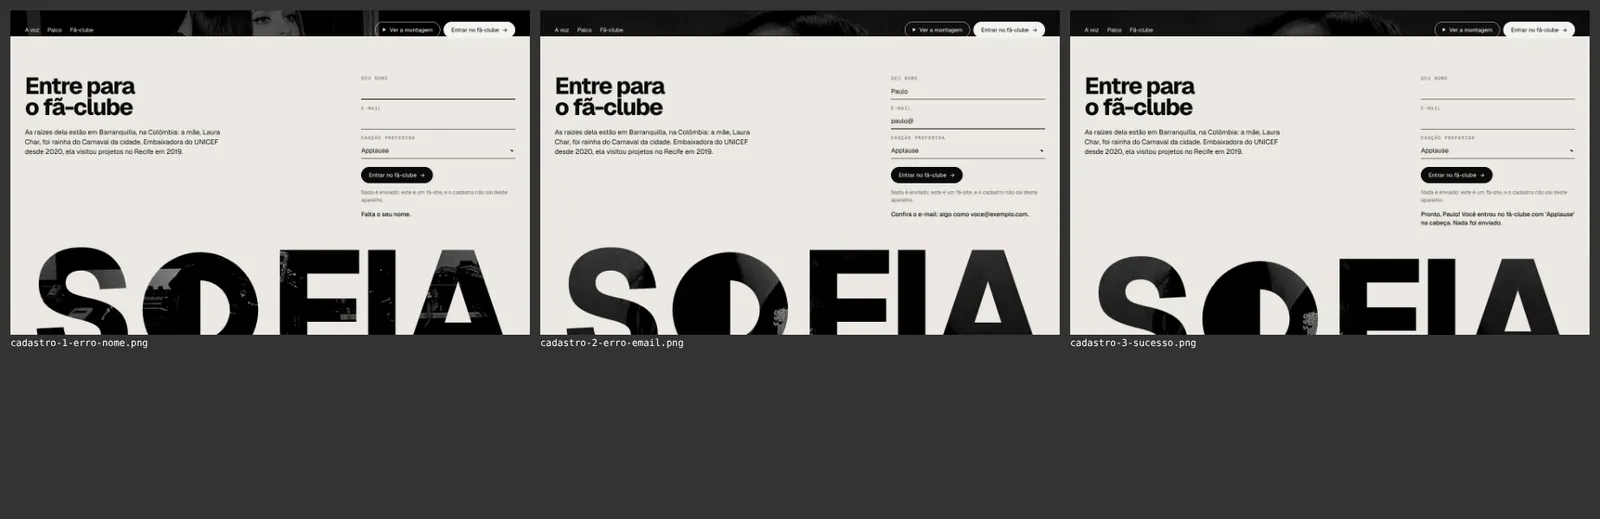 A voz Palco Fã-clube
▶ Ver a montagem
Entrar no fã-clube →
Entre para
o fã-clube
As raízes dela estão em Barranquilla, na Colômbia: a mãe, Laura
Char, foi rainha do Carnaval da cidade. Embaixadora do UNICEF
desde 2020, ela visitou projetos no Recife em 2019.
SEU NOME
E-MAIL
CANÇÃO PREFERIDA
Applause
Entrar no fã-clube →
Nada é enviado: este é um fã-site, e o cadastro não sai deste
aparelho.
Falta o seu nome.
SOFIA
cadastro-1-erro-nome.png
A voz Palco Fã-clube
▶ Ver a montagem
Entrar no fã-clube →
Entre para
o fã-clube
As raízes dela estão em Barranquilla, na Colômbia: a mãe, Laura
Char, foi rainha do Carnaval da cidade. Embaixadora do UNICEF
desde 2020, ela visitou projetos no Recife em 2019.
SEU NOME
Paulo
E-MAIL
paulo@
CANÇÃO PREFERIDA
Applause
Entrar no fã-clube →
Nada é enviado: este é um fã-site, e o cadastro não sai deste
aparelho.
Confira o e-mail: algo como voce@exemplo.com.
SOFIA
cadastro-2-erro-email.png
A voz Palco Fã-clube
▶ Ver a montagem
Entrar no fã-clube →
Entre para
o fã-clube
As raízes dela estão em Barranquilla, na Colômbia: a mãe, Laura
Char, foi rainha do Carnaval da cidade. Embaixadora do UNICEF
desde 2020, ela visitou projetos no Recife em 2019.
SEU NOME
E-MAIL
CANÇÃO PREFERIDA
Applause
Entrar no fã-clube →
Nada é enviado: este é um fã-site, e o cadastro não sai deste
aparelho.
Pronto, Paulo! Você entrou no fã-clube com 'Applause'
na cabeça. Nada foi enviado.
SOFIA
cadastro-3-sucesso.png